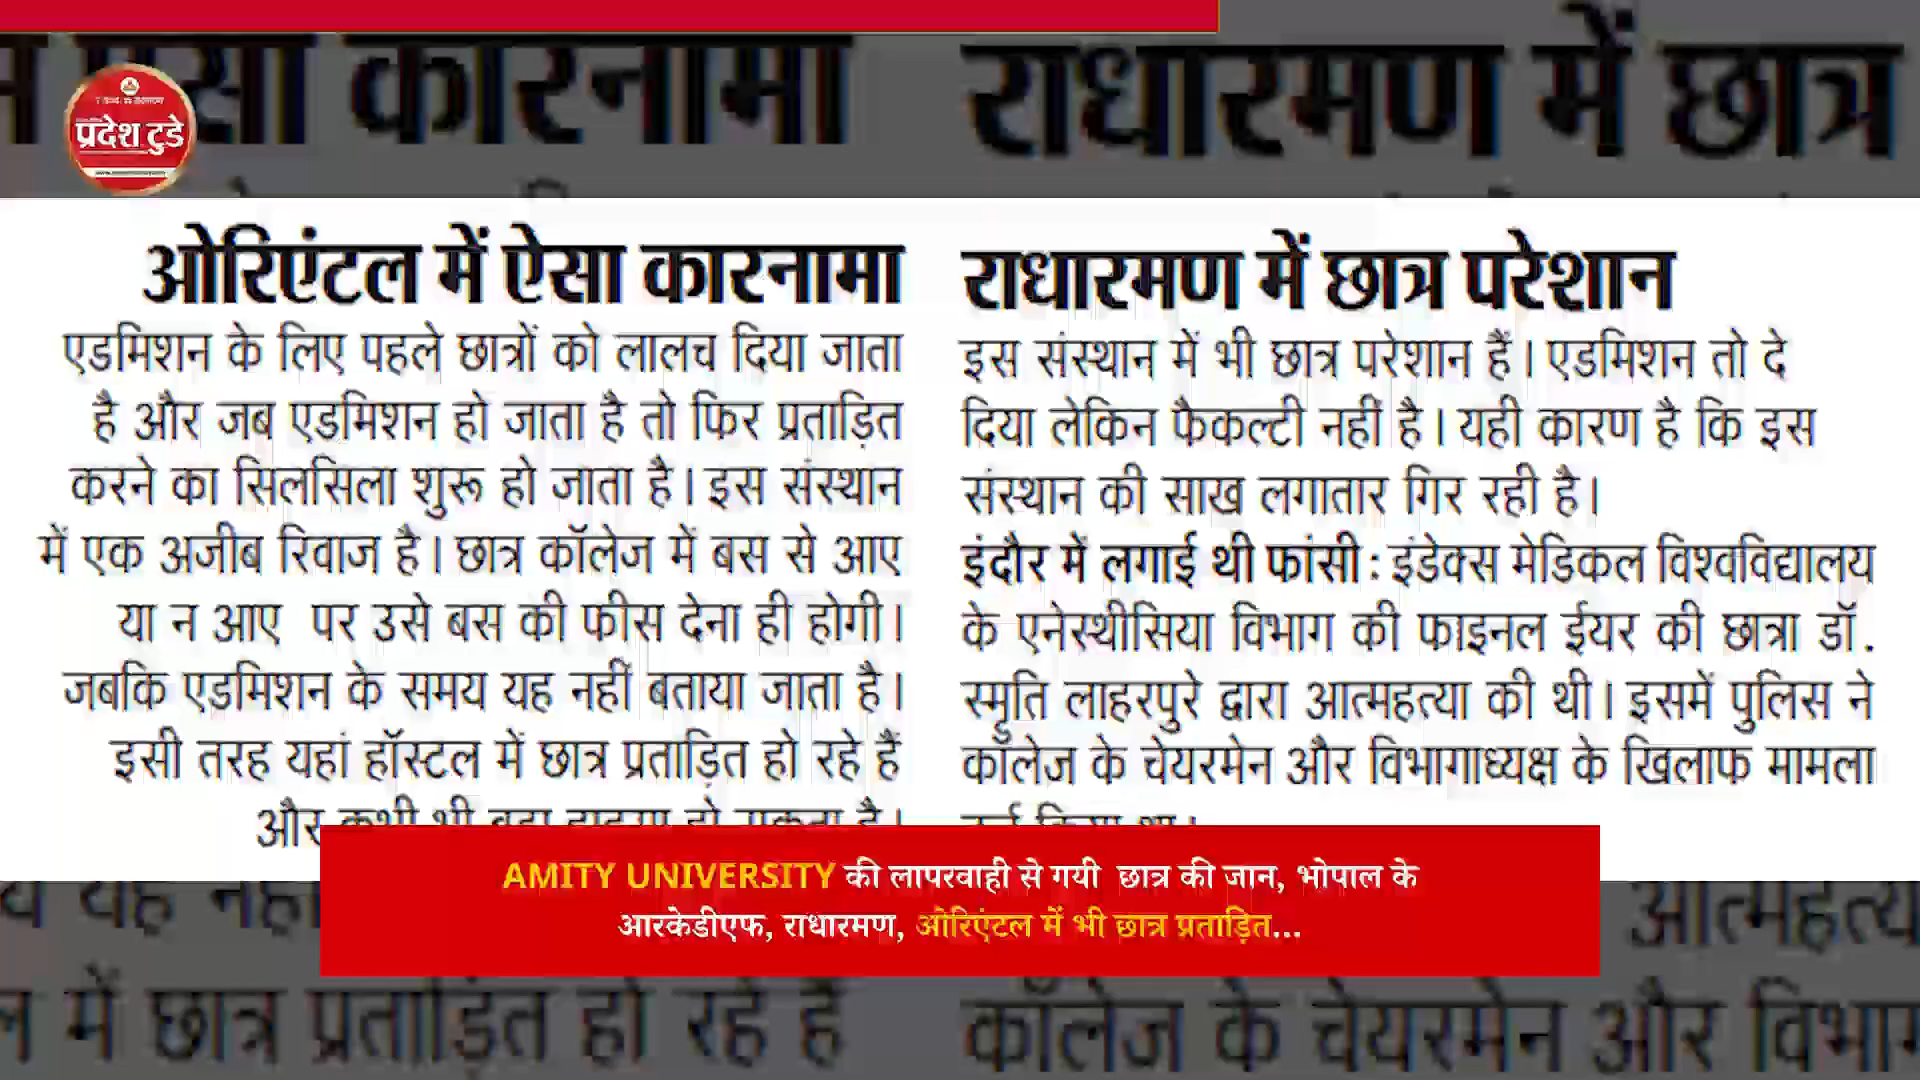 प्रदेश टुडे
ओरिएंटल में ऐसा कारनामा
एडमिशन के लिए पहले छात्रों को लालच दिया जाता
है और जब एडमिशन हो जाता है तो फिर प्रताड़ित
करने का सिलसिला शुरू हो जाता है। इस संस्थान
में एक अजीब रिवाज है। छात्र कॉलेज में बस से आए
या न आए पर उसे बस की फीस देना ही होगी।
जबकि एडमिशन के समय यह नहीं बताया जाता है।
इसी तरह यहां हॉस्टल में छात्र प्रताड़ित हो रहे हैं
और
राधारमण में छात्र परेशान
इस संस्थान में भी छात्र परेशान हैं। एडमिशन तो दे
दिया लेकिन फैकल्टी नहीं है। यही कारण है कि इस
संस्थान की साख लगातार गिर रही है।
इंदौर में लगाई थी फांसी : इंडेक्स मेडिकल विश्वविद्यालय
के एनेस्थीसिया विभाग की फाइनल ईयर की छात्रा डॉ.
स्मृति लाहरपुरे द्वारा आत्महत्या की थी। इसमें पुलिस ने
कॉलेज के चेयरमेन और विभागाध्यक्ष के खिलाफ मामला
AMITY UNIVERSITY की लापरवाही से गयी छात्र की जान, भोपाल के
आरकेडीएफ, राधारमण, ओरिएंटल में भी छात्र प्रताड़ित...